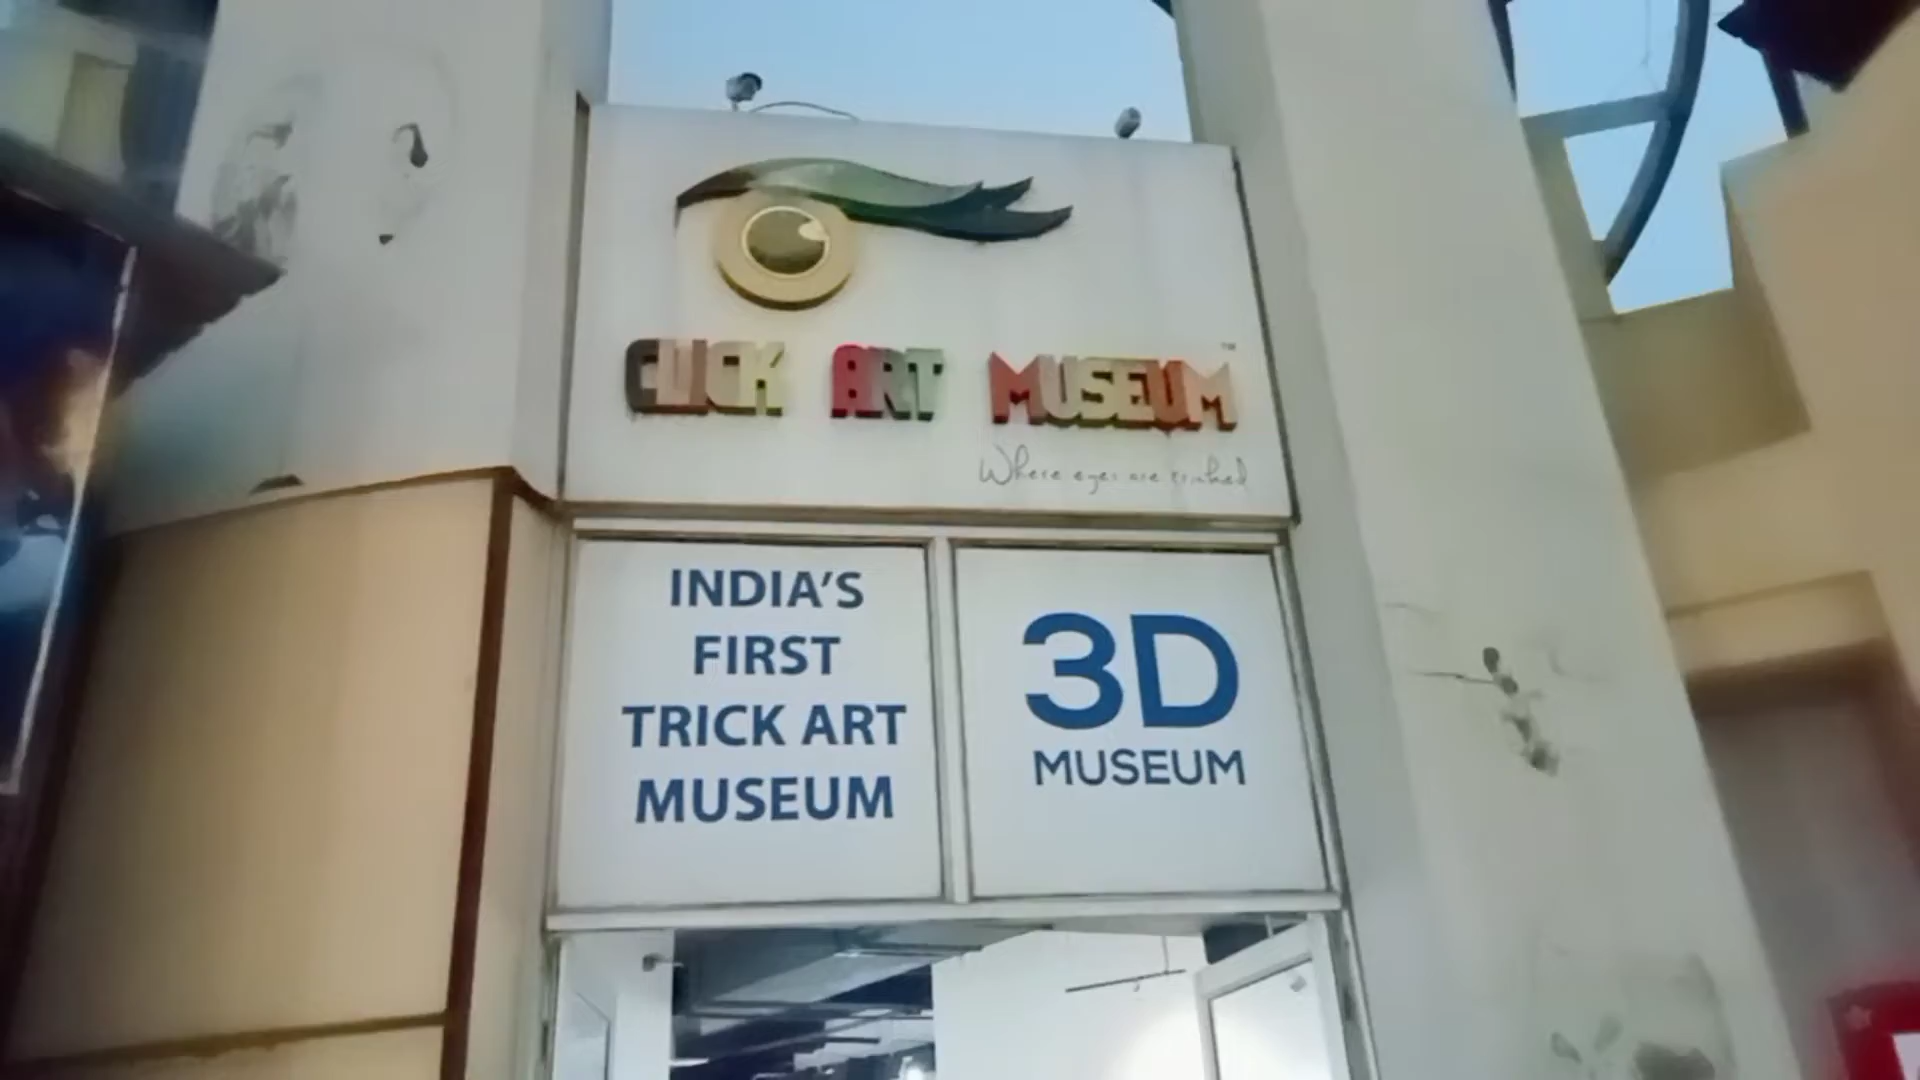 CLICK ART MUSEUM™
Where eyes are tricked
INDIA'S
FIRST
TRICK ART
MUSEUM
3D
MUSEUM